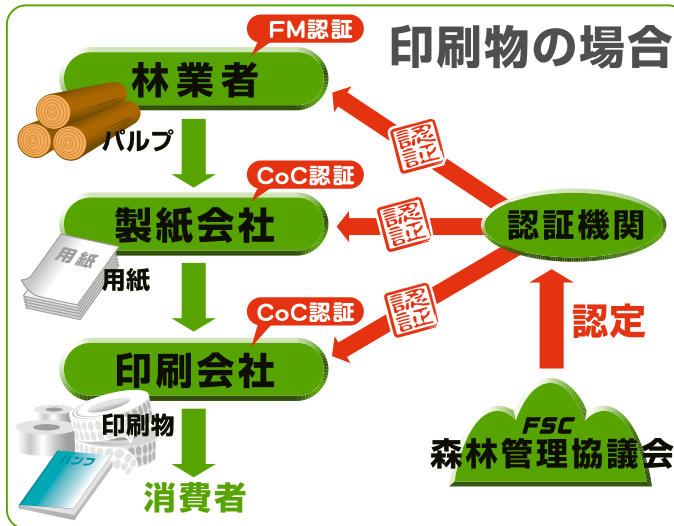 印刷物の場合
FM認証
林業者
パルプ
認証
CoC認証
製紙会社
認証
認証機関
用紙
用紙
認証
CoC認証
認定
印刷会社
FSC
森林管理協議会
印刷物
パンフ
消費者